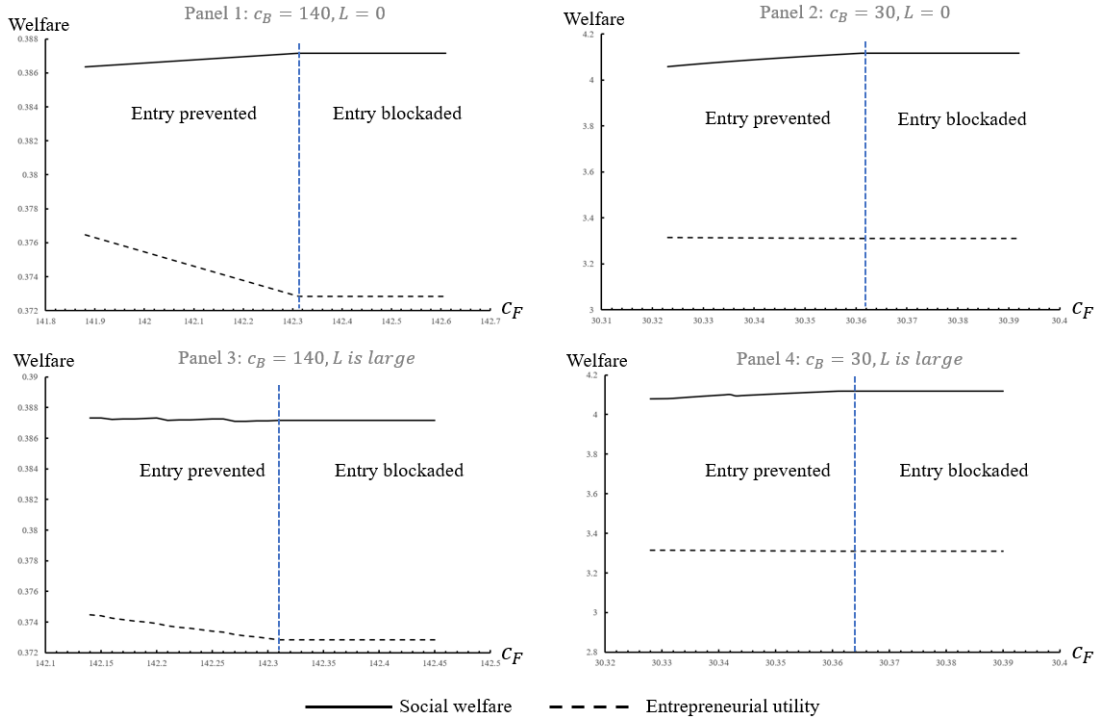 Panel 1: c_B = 140, L = 0
Welfare
0.388
0.386
0.384
0.382
0.38
0.378
0.376
0.374
0.372
Entry prevented
Entry blockaded
141.8 141.9 142 142.1 142.2 142.3 142.4 142.5 142.6 142.7
c_F
Panel 2: c_B = 30, L = 0
Welfare
4.2
4
3.8
3.6
3.4
3.2
3
Entry prevented
Entry blockaded
30.31 30.32 30.33 30.34 30.35 30.36 30.37 30.38 30.39 30.4
c_F
Panel 3: c_B = 140, L is large
Welfare
0.39
0.388
0.386
0.384
0.382
0.38
0.378
0.376
0.374
0.372
Entry prevented
Entry blockaded
142.1 142.15 142.2 142.25 142.3 142.35 142.4 142.45 142.5
c_F
Panel 4: c_B = 30, L is large
Welfare
4.2
4
3.8
3.6
3.4
3.2
3
2.8
Entry prevented
Entry blockaded
30.32 30.33 30.34 30.35 30.36 30.37 30.38 30.39 30.4
c_F
Social welfare
Entrepreneurial utility